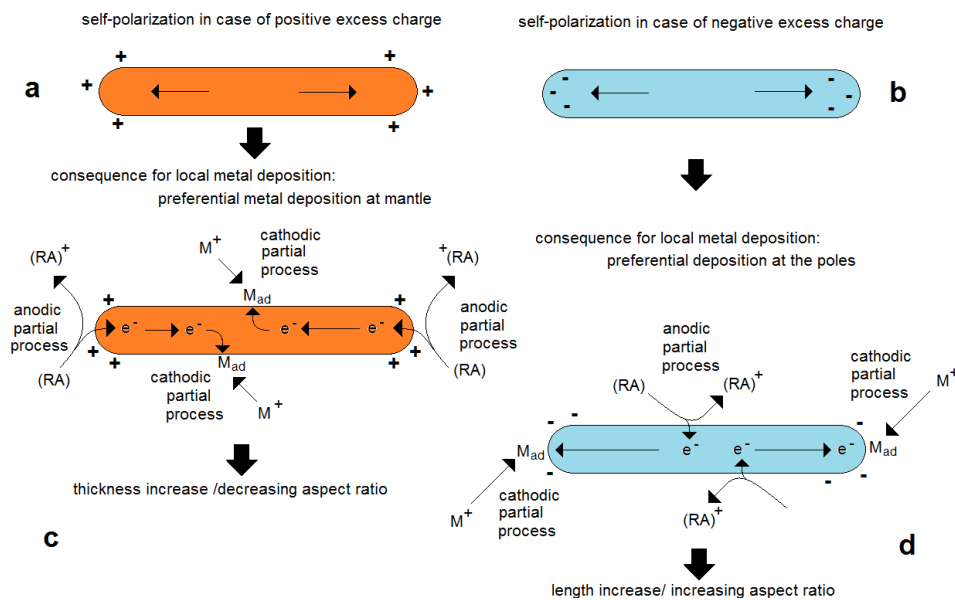 self-polarization in case of positive excess charge
+ +
a
+ +
+ +
consequence for local metal deposition:
preferential metal deposition at mantle
(RA)+
M+
cathodic
partial
process
+(RA)
anodic
partial
process
+
Mad
+
anodic
partial
process
e- e- e- e-
+ + + +
(RA)
Mad
(RA)
cathodic
partial
process
M+
thickness increase /decreasing aspect ratio
c
self-polarization in case of negative excess charge
- -
- -
- -
b
consequence for local metal deposition:
preferential deposition at the poles
anodic
partial
process
cathodic
partial
process
(RA)
(RA)+
M+
- - -
Mad
e- e- e-
Mad
- - -
M+
cathodic
partial
process
(RA)+
d
length increase/ increasing aspect ratio